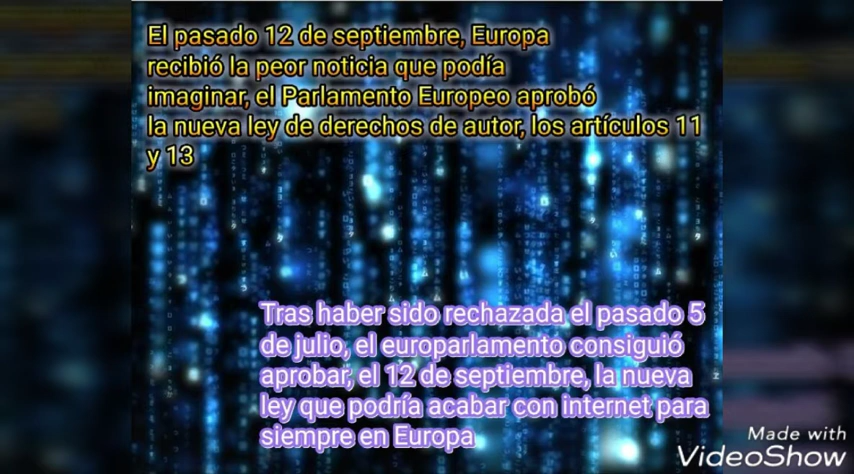 El pasado 12 de septiembre, Europa
recibió la peor noticia que podía
imaginar, el Parlamento Europeo aprobó
la nueva ley de derechos de autor, los artículos 11
y 13
Tras haber sido rechazada el pasado 5
de julio, el europarlamento consiguió
aprobar, el 12 de septiembre, la nueva
ley que podría acabar con internet para
siempre en Europa
Made with
VideoShow